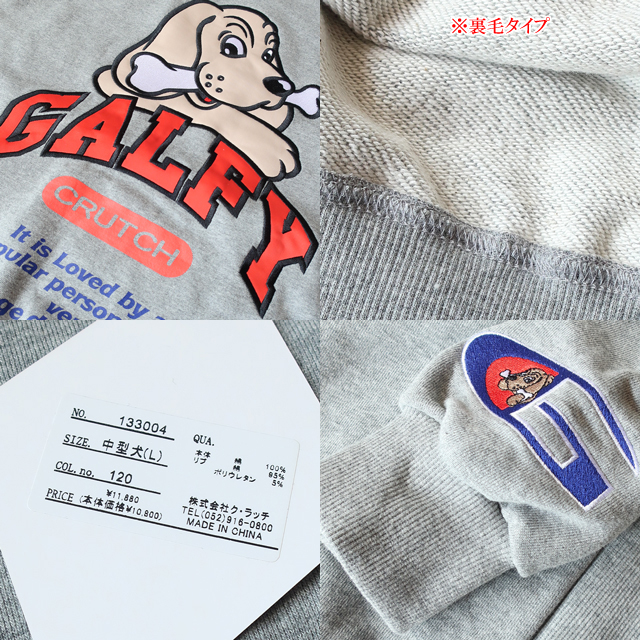 ※裏毛タイプ
GALFY
CRUTCH
It is Loved by
pular person
NO. 133004
SIZE. 中型犬(L)
COL.no. 120
¥11,880
PRICE (本体価格¥10,800)
QUA.
本体 綿 100%
リブ 綿 95%
ポリウレタン 5%
株式会社ク・ラッチ
TEL(052)916-0800
MADE IN CHINA